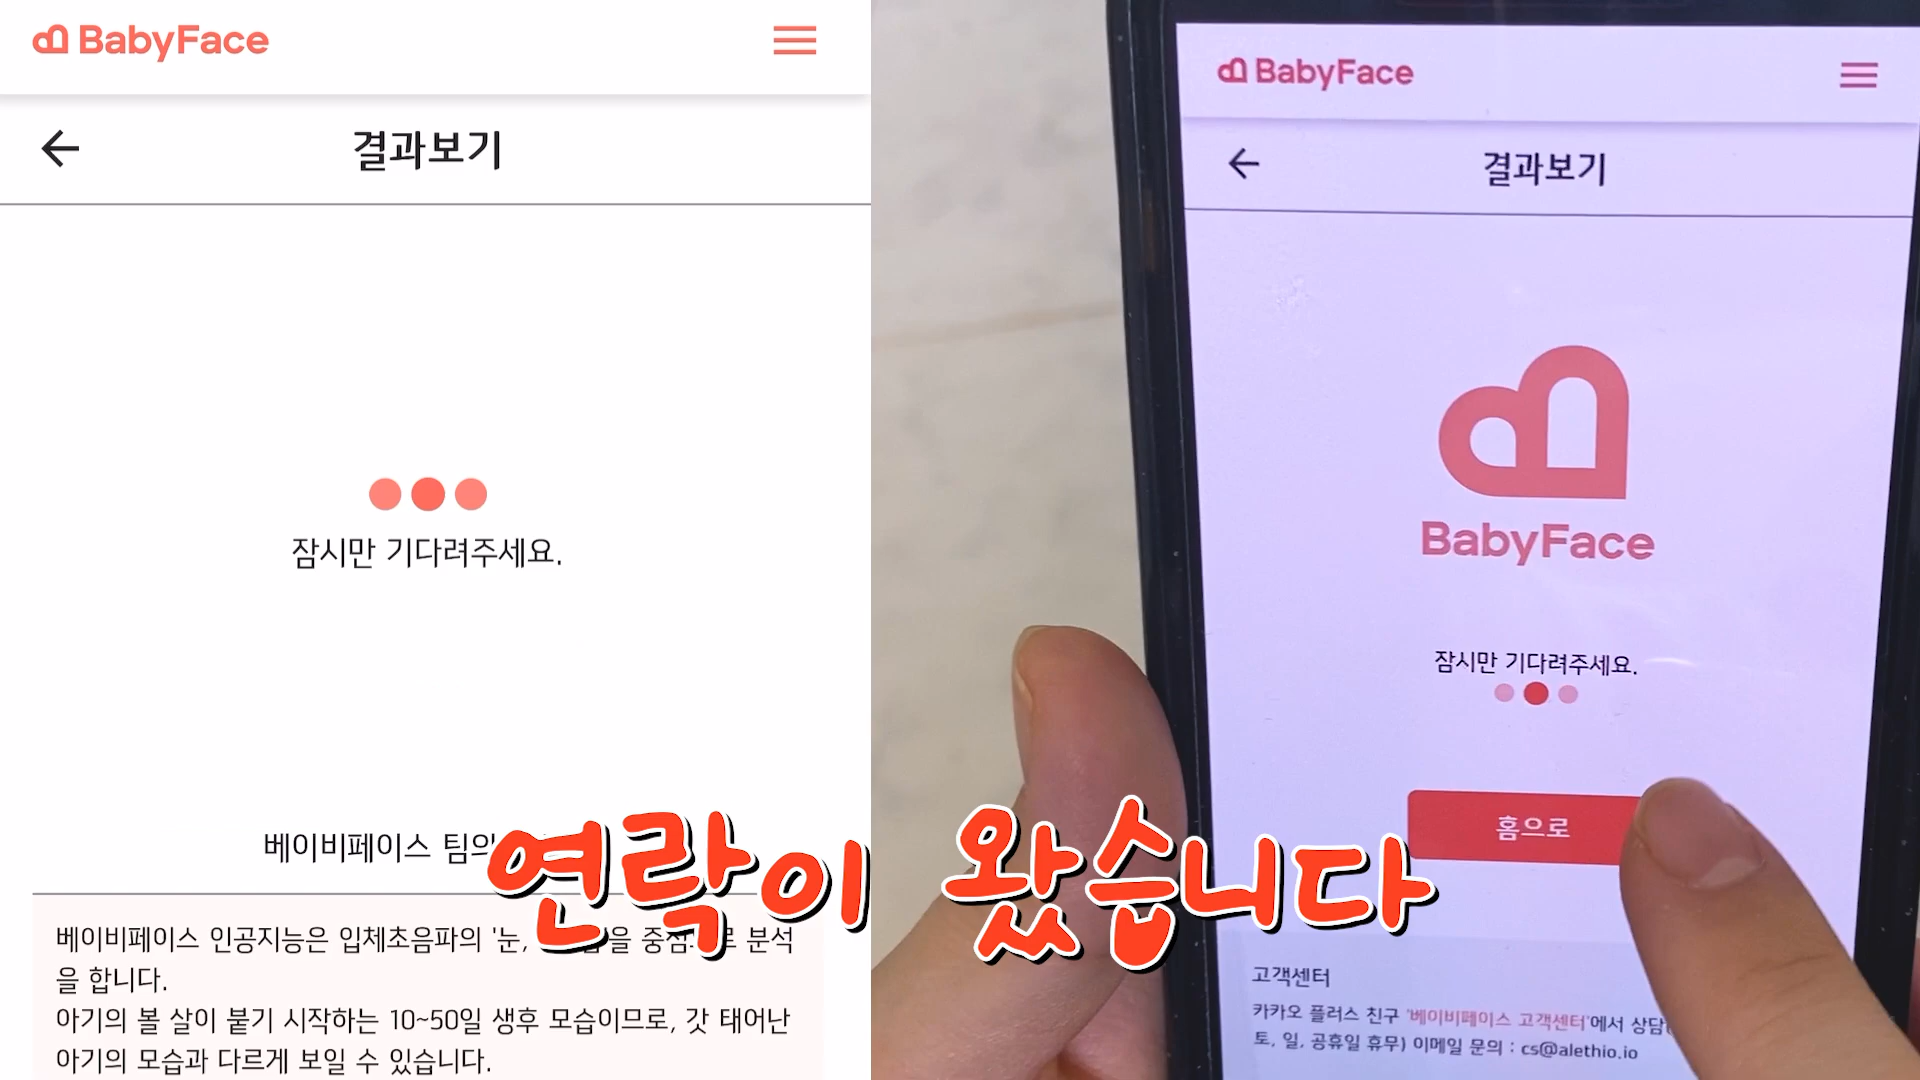 BabyFace
결과보기
잠시만 기다려주세요.
베이비페이스 팀의
베이비페이스 인공지능은 입체초음파의 '눈, 을 중심으로 분석
을 합니다.
아기의 볼 살이 붙기 시작하는 10~50일 생후 모습이므로, 갓 태어난
아기의 모습과 다르게 보일 수 있습니다.
BabyFace
결과보기
BabyFace
잠시만 기다려주세요.
홈으로
고객센터
카카오 플러스 친구 '베이비페이스 고객센터'에서 상담
토, 일, 공휴일 휴무) 이메일 문의 : cs@alethio.io
연락이 왔습니다